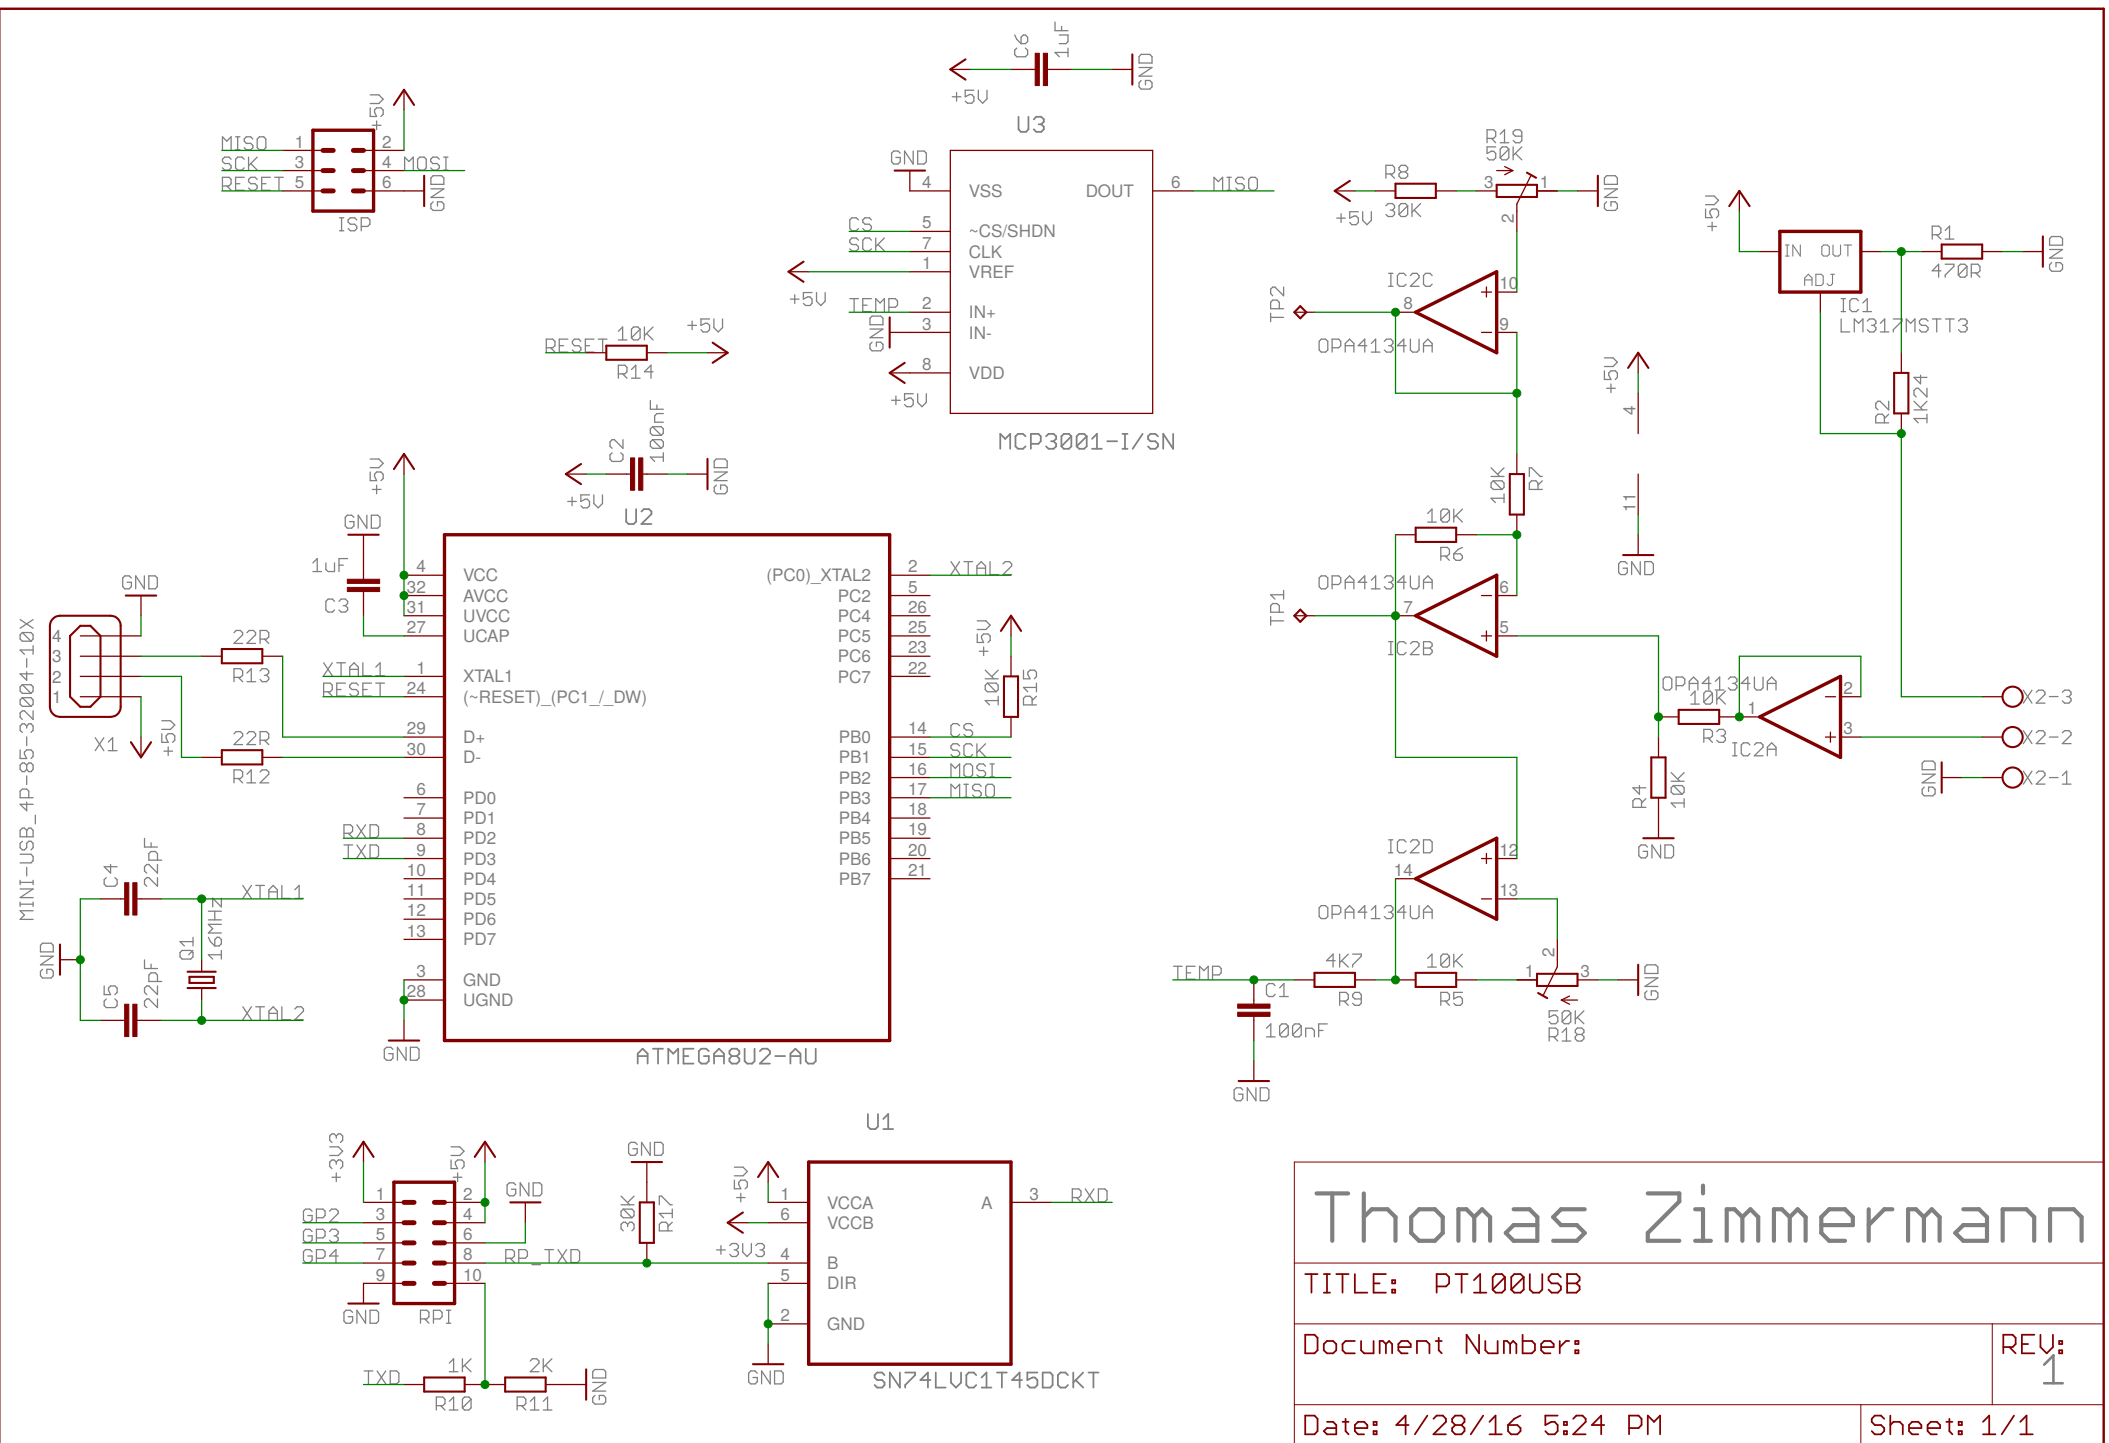 C6
1uF
+5V
GND
+5V
MISO 1 2
SCK 3 4 MOSI
RESET 5 6 GND
ISP
U3
GND
4 VSS
DOUT 6 MISO
CS 5 ~CS/SHDN
SCK 7 CLK
1 VREF
+5V
TEMP 2 IN+
GND 3 IN-
8 VDD
+5V
MCP3001-I/SN
R19
50K
R8
30K
+5V
3 1
2
GND
IC2C
10
8
9
TP2
OPA4134UA
+5V
IN OUT
ADJ
IC1
LM317MSTT3
R1
470R
GND
R2
1K24
+5V
4
11
GND
RESET 10K +5V
R14
C2
100nF
+5V
GND
10K
R7
10K
R6
OPA4134UA
6
7
5
TP1
IC2B
U2
+5V
GND
1uF
C3
4 VCC
32 AVCC
31 UVCC
27 UCAP
XTAL1 1 XTAL1
RESET 24 (~RESET)_(PC1_/_DW)
29 D+
30 D-
6 PD0
7 PD1
RXD 8 PD2
TXD 9 PD3
10 PD4
11 PD5
12 PD6
13 PD7
3 GND
28 UGND
GND
(PC0)_XTAL2 2 XTAL2
PC2 5
PC4 26
PC5 25
PC6 23
PC7 22
PB0 14 CS
PB1 15 SCK
PB2 16 MOSI
PB3 17 MISO
PB4 18
PB5 19
PB6 20
PB7 21
ATMEGA8U2-AU
+5V
10K
R15
MINI-USB_4P-85-32004-10X
GND
4
3
2
1
X1
+5V
22R
R13
22R
R12
C4
22pF
XTAL1
GND
Q1
16MHz
C5
22pF
XTAL2
OPA4134UA
10K
R3
1
2
3
IC2A
X2-3
X2-2
X2-1
GND
R4
10K
GND
IC2D
12
14
13
OPA4134UA
2
TEMP
4K7
R9
10K
R5
1 3
GND
50K
R18
C1
100nF
GND
+3V3
+5V
GND
1 2
GP2 3 4
GP3 5 6
GP4 7 8 RP_TXD
9 10
GND
RPI
TXD
1K
R10
2K
R11
GND
GND
30K
R17
U1
+5V
1 VCCA
6 VCCB
+3V3
4 B
5 DIR
2 GND
GND
A 3 RXD
SN74LVC1T45DCKT
Thomas Zimmermann
TITLE: PT100USB
Document Number:
REV:
1
Date: 4/28/16 5:24 PM
Sheet: 1/1